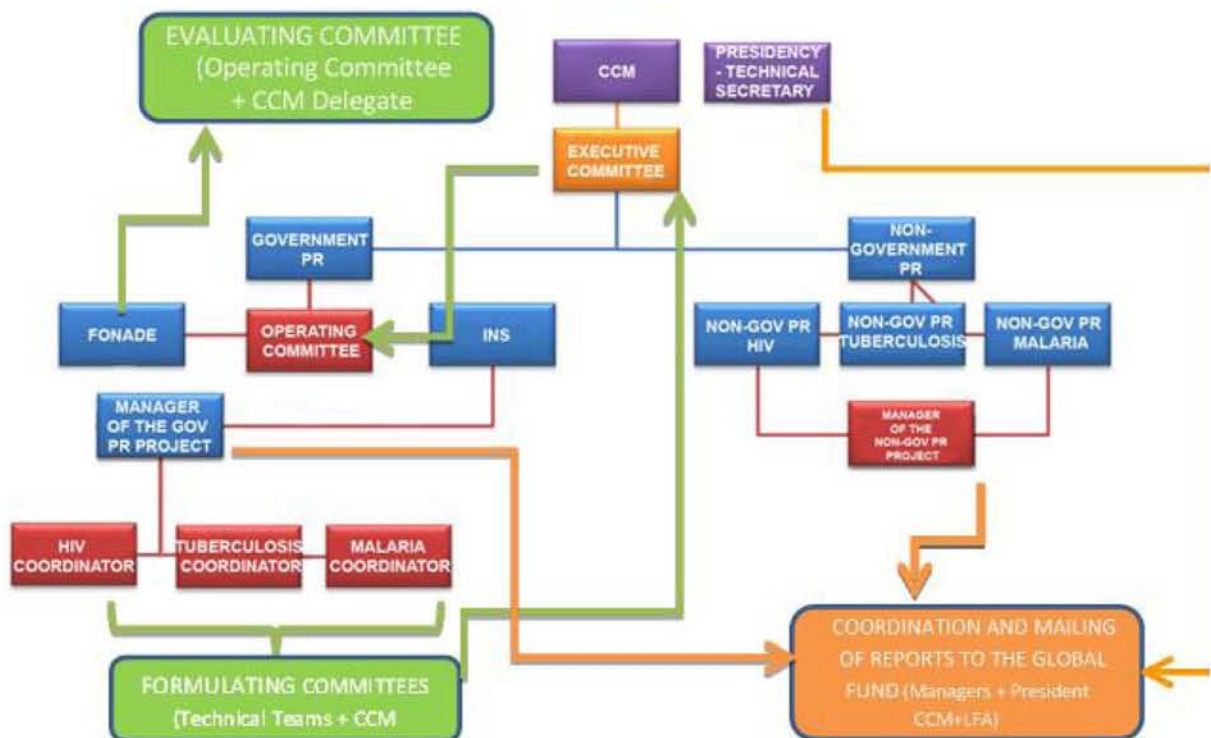 EVALUATING COMMITTEE
(Operating Committee
+ CCM Delegate
CCM
PRESIDENCY
- TECHNICAL
SECRETARY
EXECUTIVE
COMMITTEE
GOVERNMENT
PR
NON-
GOVERNMENT
PR
FONADE
OPERATING
COMMITTEE
INS
NON-GOV PR
HIV
NON-GOV PR
TUBERCULOSIS
NON-GOV PR
MALARIA
MANAGER
OF THE GOV
PR PROJECT
MANAGER
OF THE
NON-GOV PR
PROJECT
HIV
COORDINATOR
TUBERCULOSIS
COORDINATOR
MALARIA
COORDINATOR
FORMULATING COMMITTEES
(Technical Teams + CCM
COORDINATION AND MAILING
OF REPORTS TO THE GLOBAL
FUND (Managers + President
CCM+LFA)